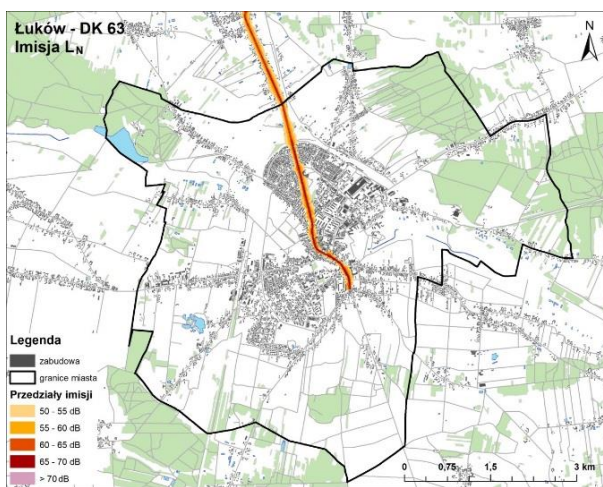 Łuków - DK 63
Imisja LN
N
Legenda
zabudowa
granice miasta
Przedziały imisji
50 - 55 dB
55 - 60 dB
60 - 65 dB
65 - 70 dB
> 70 dB
0 0,75 1,5 3 km